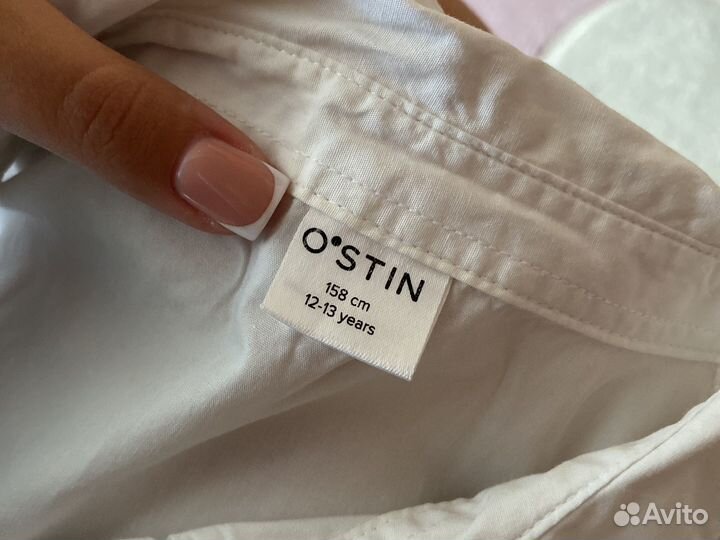 O'STIN
158 cm
12-13 years
Avito